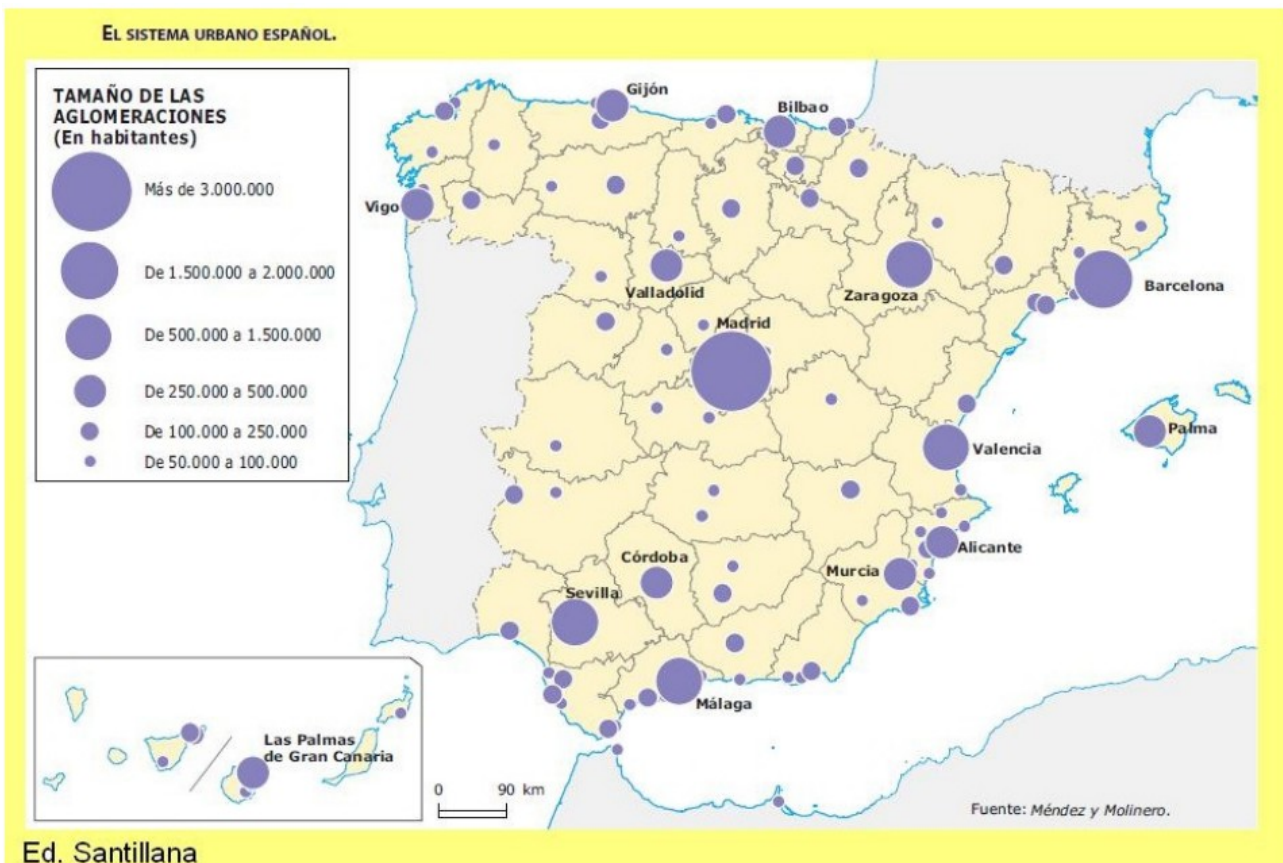 EL SISTEMA URBANO ESPAÑOL.
TAMAÑO DE LAS
AGLOMERACIONES
(En habitantes)
Más de 3.000.000
De 1.500.000 a 2.000.000
De 500.000 a 1.500.000
De 250.000 a 500.000
De 100.000 a 250.000
De 50.000 a 100.000
Gijón
Bilbao
Vigo
Valladolid
Zaragoza
Barcelona
Madrid
Palma
Valencia
Alicante
Murcia
Córdoba
Sevilla
Málaga
Las Palmas
de Gran Canaria
0 90 km
Fuente: Méndez y Molinero.
Ed. Santillana